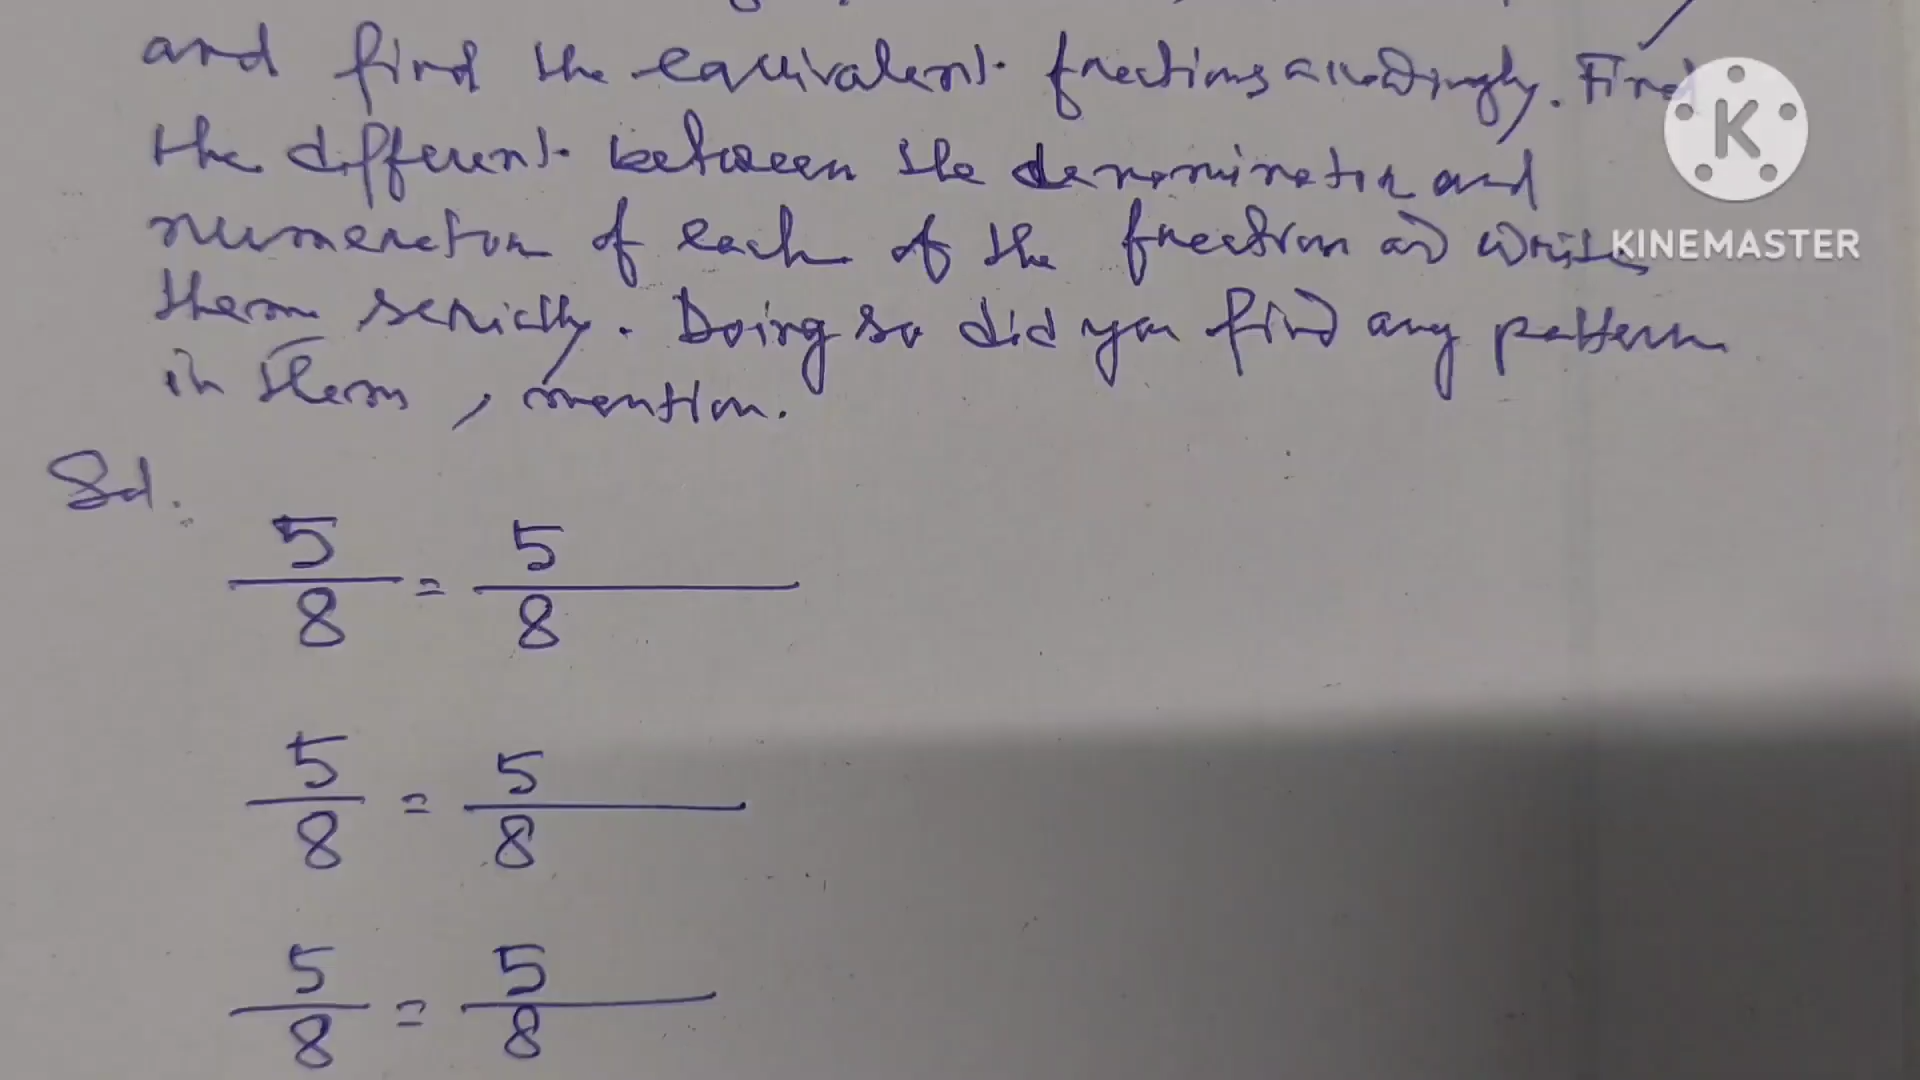 and find the equivalent fractions accordingly. Find
K
the different between the denominator and
numerator of each of the fraction ad write
KINEMASTER
them serially. Doing so did you find any pattern
in them, mention.
Sol.
5/8 = 5/8
5/8 = 5/8
5/8 = 5/8